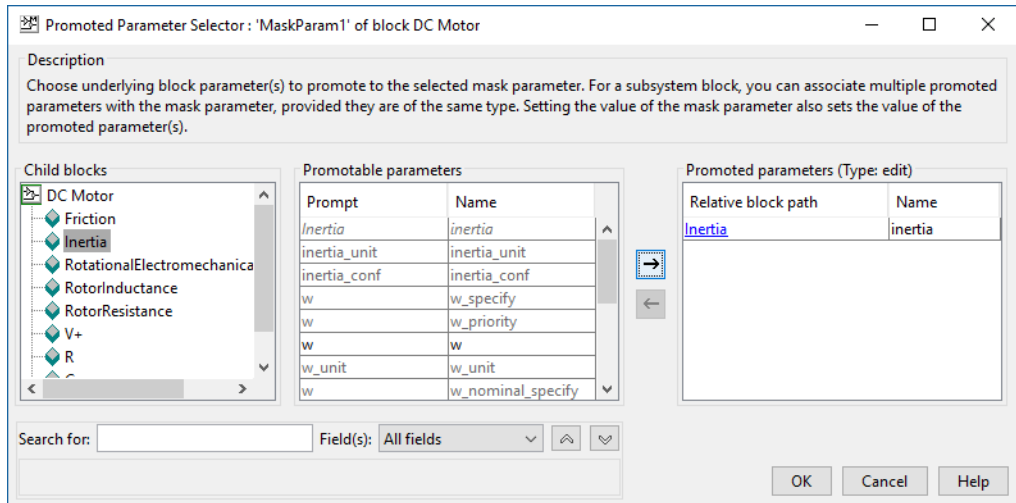 Promoted Parameter Selector : 'MaskParam1' of block DC Motor
Description
Choose underlying block parameter(s) to promote to the selected mask parameter. For a subsystem block, you can associate multiple promoted
parameters with the mask parameter, provided they are of the same type. Setting the value of the mask parameter also sets the value of the
promoted parameter(s).
Child blocks
DC Motor
Friction
Inertia
RotationalElectromechanica
RotorInductance
RotorResistance
V+
R
Promotable parameters
Prompt Name
Inertia inertia
inertia_unit inertia_unit
inertia_conf inertia_conf
w w_specify
w w_priority
w w
w_unit w_unit
w w_nominal_specify
Promoted parameters (Type: edit)
Relative block path Name
Inertia inertia
Search for: Field(s): All fields
OK Cancel Help